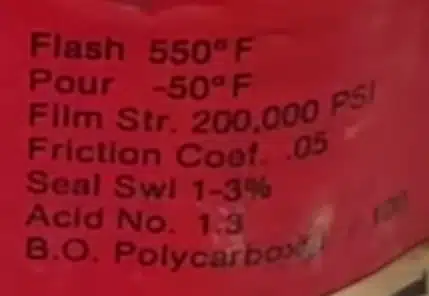 Flash 550°F
Pour -50°F
Film Str. 200,000 PSI
Friction Coef. .05
Seal Swl 1-3%
Acid No. 1.3
B.O.